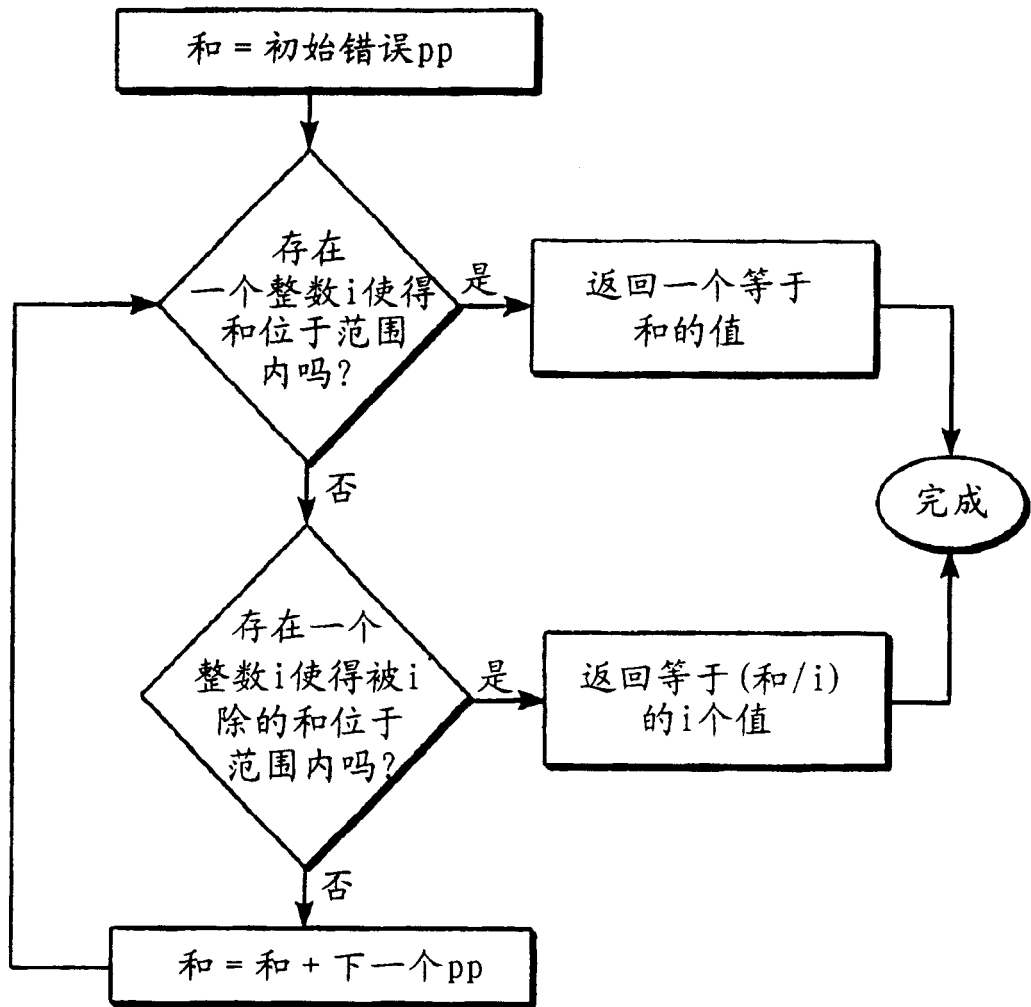 和 = 初始错误pp
存在
一个整数i使得
和位于范围
内吗?
是
返回一个等于
和的值
否
完成
存在一个
整数i使得被i
除的和位于
范围内吗?
是
返回等于(和/i)
的i个值
否
和 = 和 + 下一个pp